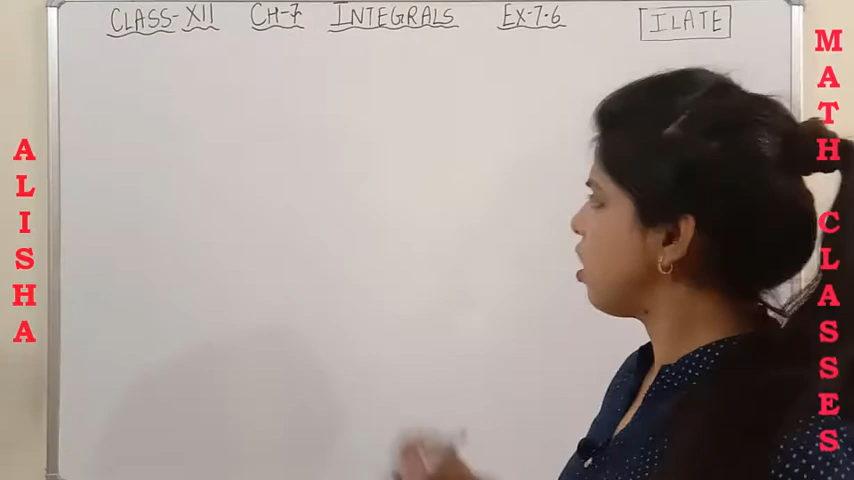 CLASS-XII CH-7 INTEGRALS EX-7.6 ILATE
ALISHA
MATH CLASSES